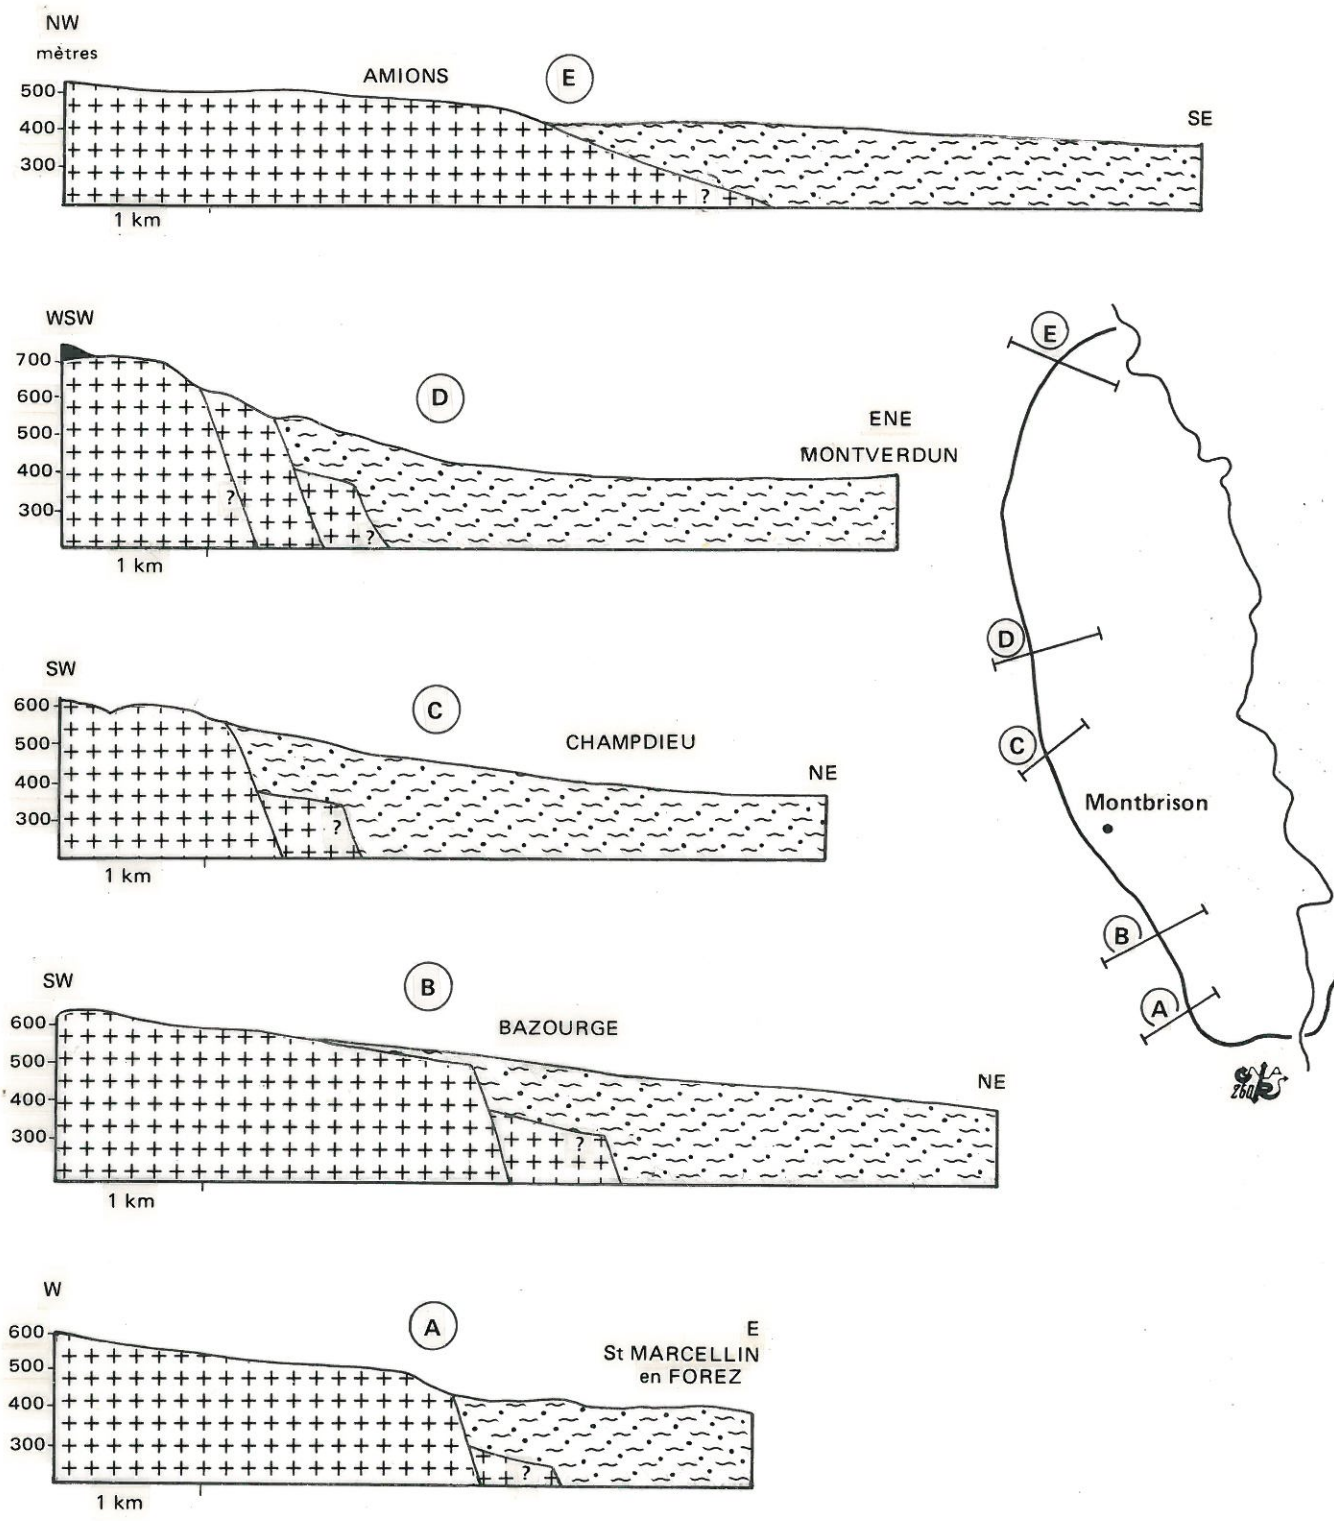 NW
mètres
AMIONS
E
SE
500
400
300
?
1 km
WSW
D
ENE
MONTVERDUN
700
600
500
400
300
?
?
1 km
SW
C
CHAMPDIEU
NE
600
500
400
300
?
1 km
SW
B
BAZOURGE
NE
600
500
400
300
?
1 km
W
A
E
St MARCELLIN
en FOREZ
600
500
400
300
?
1 km
E
D
C
Montbrison
B
A
260